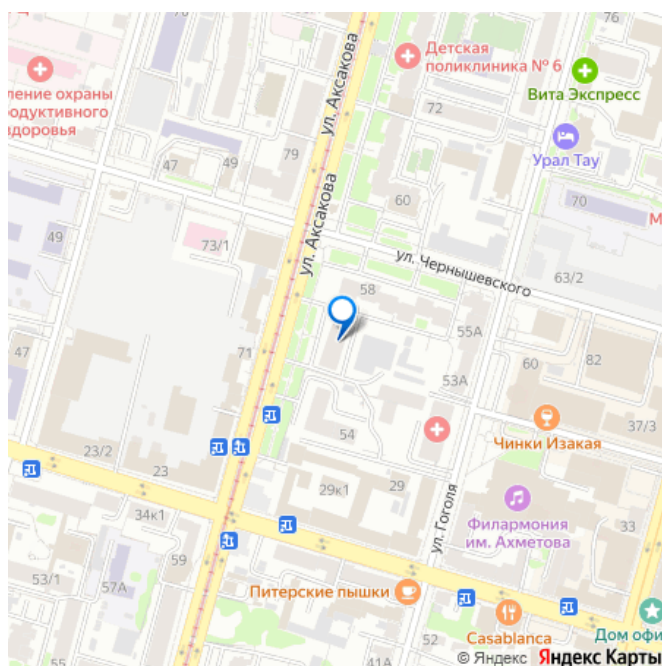 76
Детская
поликлиника № 6
ул. Аксакова
Вита Экспресс
ление охраны
родуктивного
здоровья
72
Урал Тау
79
47
49
60
70
М
ул. Аксакова
49
73/1
ул. Чернышевского
63/2
58
55А
47
71
60
82
53А
37/3
Чинки Изакая
54
23/2
23
29к1
29
34к1
Филармония
им. Ахметова
33
ул. Гоголя
59
53/1
57А
Питерские пышки
Casablanca
Дом офи
52
44
© Яндекс Яндекс Карты